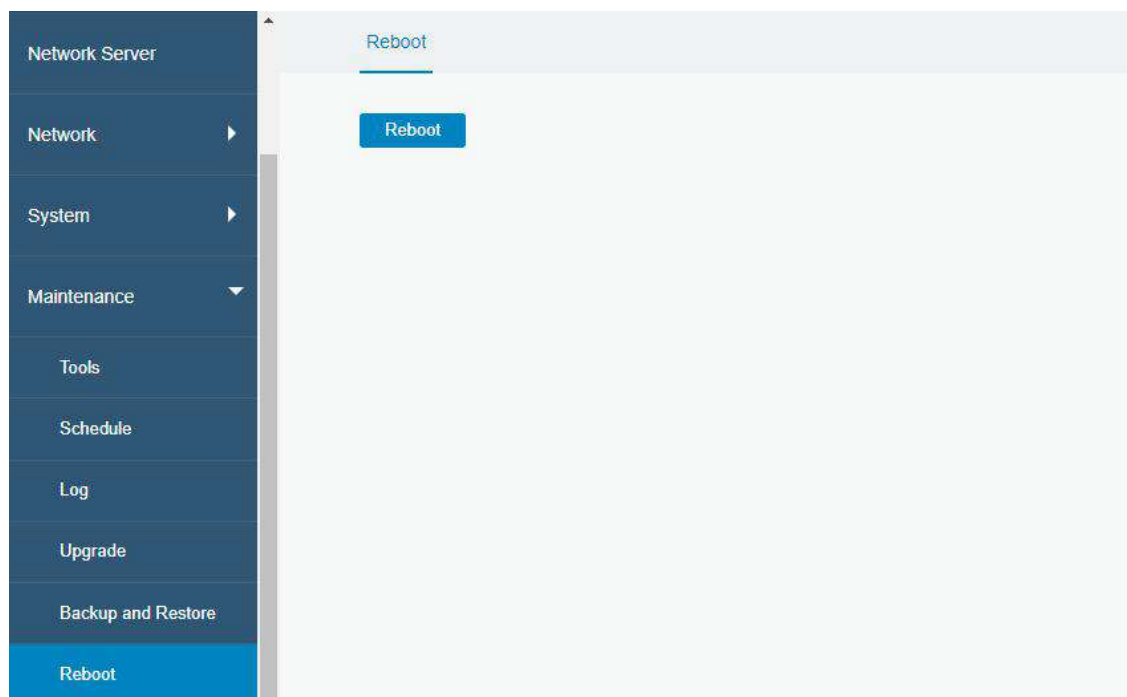 Network Server
Network
System
Maintenance
Tools
Schedule
Log
Upgrade
Backup and Restore
Reboot
Reboot
Reboot